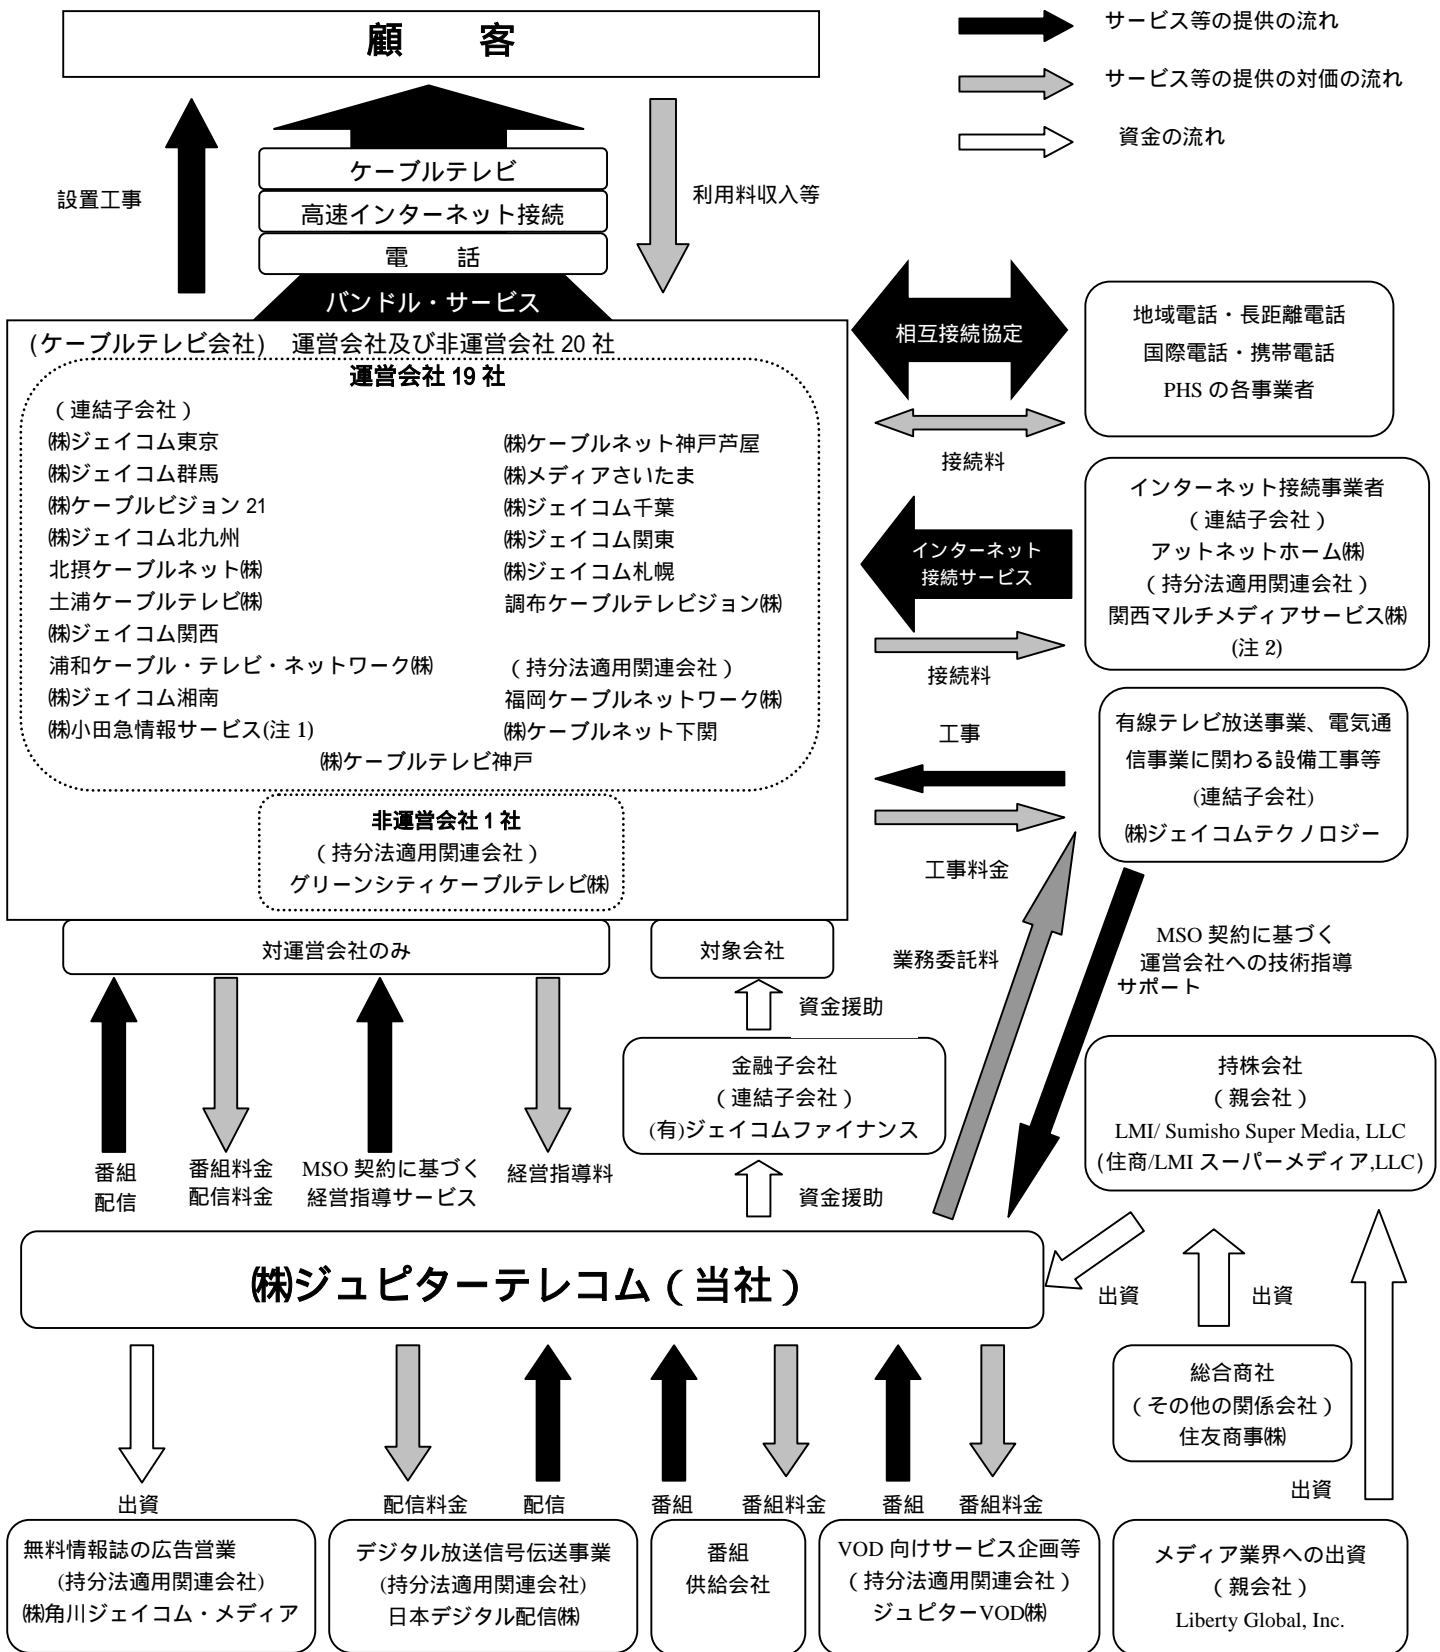 顧　客
サービス等の提供の流れ
サービス等の提供の対価の流れ
資金の流れ
設置工事
ケーブルテレビ
高速インターネット接続
電　話
バンドル・サービス
利用料収入等
(ケーブルテレビ会社)　運営会社及び非運営会社 20 社
運営会社 19 社
（連結子会社）
㈱ジェイコム東京
㈱ジェイコム群馬
㈱ケーブルビジョン 21
㈱ジェイコム北九州
北摂ケーブルネット㈱
土浦ケーブルテレビ㈱
㈱ジェイコム関西
浦和ケーブル・テレビ・ネットワーク㈱
㈱ジェイコム湘南
㈱小田急情報サービス(注 1)
㈱ケーブルネット神戸芦屋
㈱メディアさいたま
㈱ジェイコム千葉
㈱ジェイコム関東
㈱ジェイコム札幌
調布ケーブルテレビジョン㈱
（持分法適用関連会社）
福岡ケーブルネットワーク㈱
㈱ケーブルネット下関
㈱ケーブルテレビ神戸
非運営会社 1 社
（持分法適用関連会社）
グリーンシティケーブルテレビ㈱
相互接続協定
接続料
地域電話・長距離電話
国際電話・携帯電話
PHS の各事業者
インターネット
接続サービス
接続料
インターネット接続事業者
（連結子会社）
アットネットホーム㈱
（持分法適用関連会社）
関西マルチメディアサービス㈱
(注 2)
工事
工事料金
有線テレビ放送事業、電気通
信事業に関わる設備工事等
(連結子会社)
㈱ジェイコムテクノロジー
対運営会社のみ
対象会社
資金援助
業務委託料
MSO 契約に基づく
運営会社への技術指導
サポート
金融子会社
（連結子会社）
(有)ジェイコムファイナンス
資金援助
持株会社
（親会社）
LMI/ Sumisho Super Media, LLC
(住商/LMI スーパーメディア,LLC)
番組
配信
番組料金
配信料金
MSO 契約に基づく
経営指導サービス
経営指導料
㈱ジュピターテレコム（当社）
出資
出資
総合商社
（その他の関係会社）
住友商事㈱
出資
出資
配信料金
配信
番組
番組料金
番組
番組料金
無料情報誌の広告営業
(持分法適用関連会社)
㈱角川ジェイコム・メディア
デジタル放送信号伝送事業
(持分法適用関連会社)
日本デジタル配信㈱
番組
供給会社
VOD 向けサービス企画等
（持分法適用関連会社）
ジュピターVOD㈱
メディア業界への出資
（親会社）
Liberty Global, Inc.